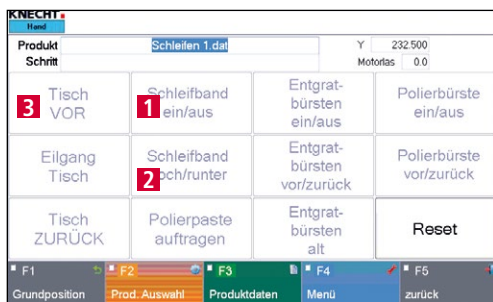 KNECHT
Hand
Produkt Schleifen 1.dat Y 232.500
Schritt Motorlas 0.0
3 Tisch VOR
1 Schleifband ein/aus
Entgrat-
bürsten
ein/aus
Polierbürste
ein/aus
Eilgang
Tisch
Schleifband
2 hoch/runter
Entgrat-
bürsten
vor/zurück
Polierbürste
vor/zurück
Tisch
ZURÜCK
Polierpaste
auftragen
Entgrat-
bürsten
alt
Reset
F1 F2 F3 F4 F5
Grundposition Prod. Auswahl Produktdaten Menü zurück